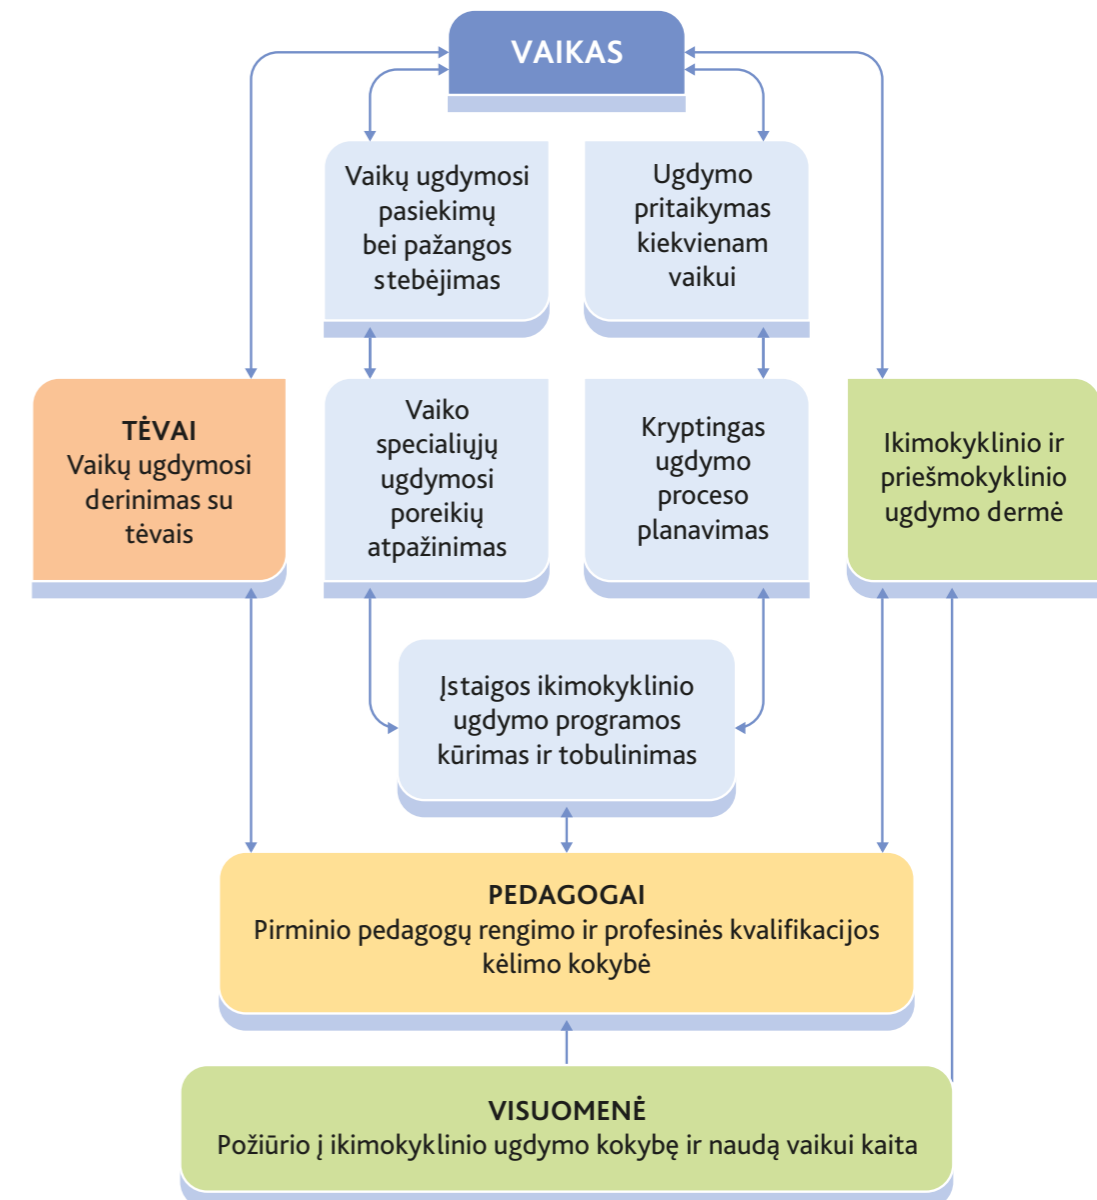 VAIKAS
Vaikų ugdymosi
pasiekimų
bei pažangos
stebėjimas
Ugdymo
pritaikymas
kiekvienam
vaikui
TĖVAI
Vaikų ugdymosi
derinimas su
tėvais
Vaiko
specialiųjų
ugdymosi
poreikių
atpažinimas
Kryptingas
ugdymo
proceso
planavimas
Ikimokyklinio ir
priešmokyklinio
ugdymo dermė
Įstaigos ikimokyklinio
ugdymo programos
kūrimas ir tobulinimas
PEDAGOGAI
Pirminio pedagogų rengimo ir profesinės kvalifikacijos
kėlimo kokybė
VISUOMENĖ
Požiūrio į ikimokyklinio ugdymo kokybę ir naudą vaikui kaita